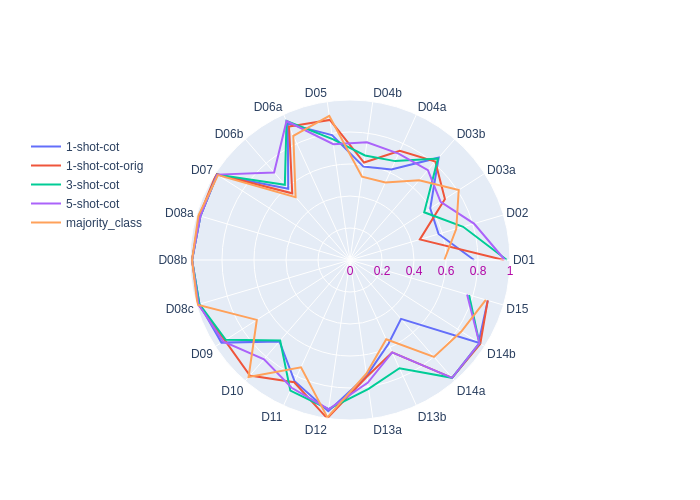 1-shot-cot
1-shot-cot-orig
3-shot-cot
5-shot-cot
majority_class
D05
D04b
D04a
D03b
D03a
D02
D01
D15
D14b
D14a
D13b
D13a
D12
D11
D10
D09
D08c
D08b
D08a
D07
D06b
D06a
0 0.2 0.4 0.6 0.8 1